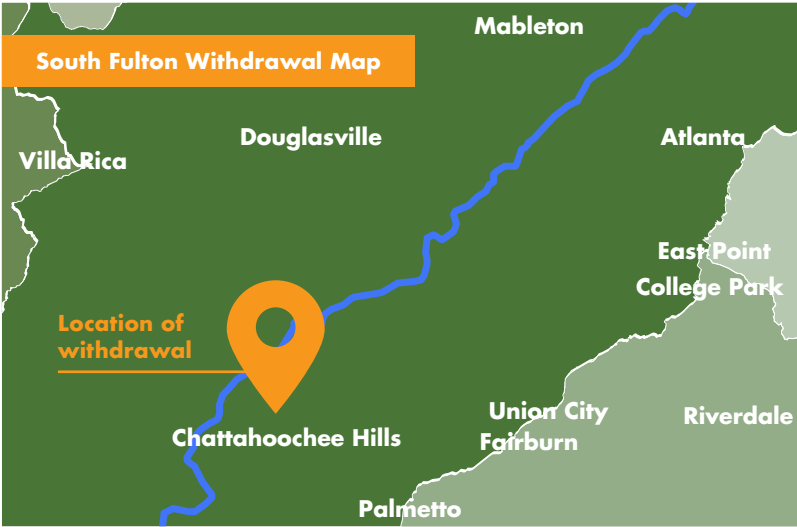 Mableton
South Fulton Withdrawal Map
Douglasville
Atlanta
Villa Rica
East Point
College Park
Location of
withdrawal
Union City
Riverdale
Chattahoochee Hills
Fairburn
Palmetto